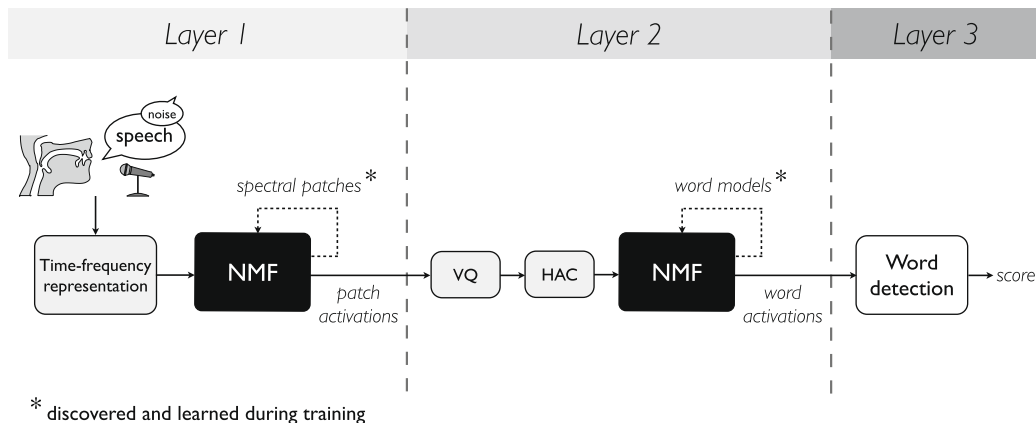 Layer 1
Layer 2
Layer 3
noise
speech
spectral patches *
word models *
Time-frequency
representation
NMF
patch
activations
VQ
HAC
NMF
word
activations
Word
detection
score
* discovered and learned during training